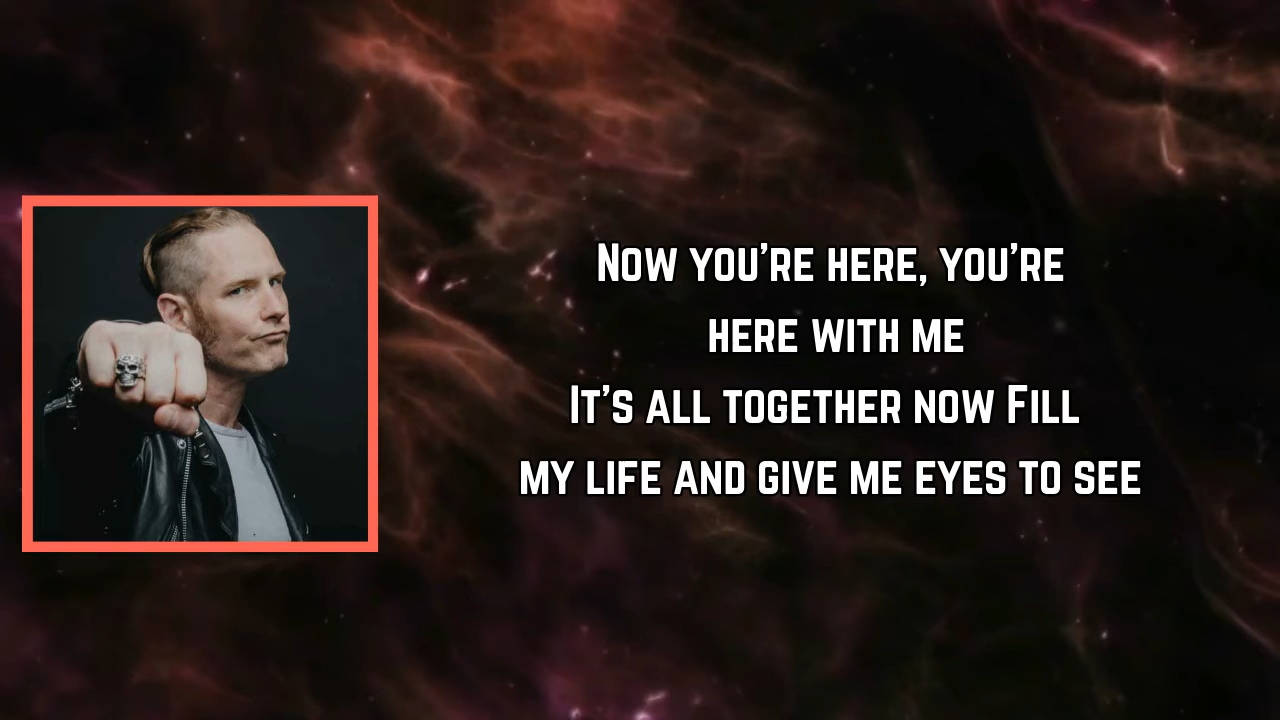 Now you’re here, you’re
here with me
It’s all together now Fill
my life and give me eyes to see